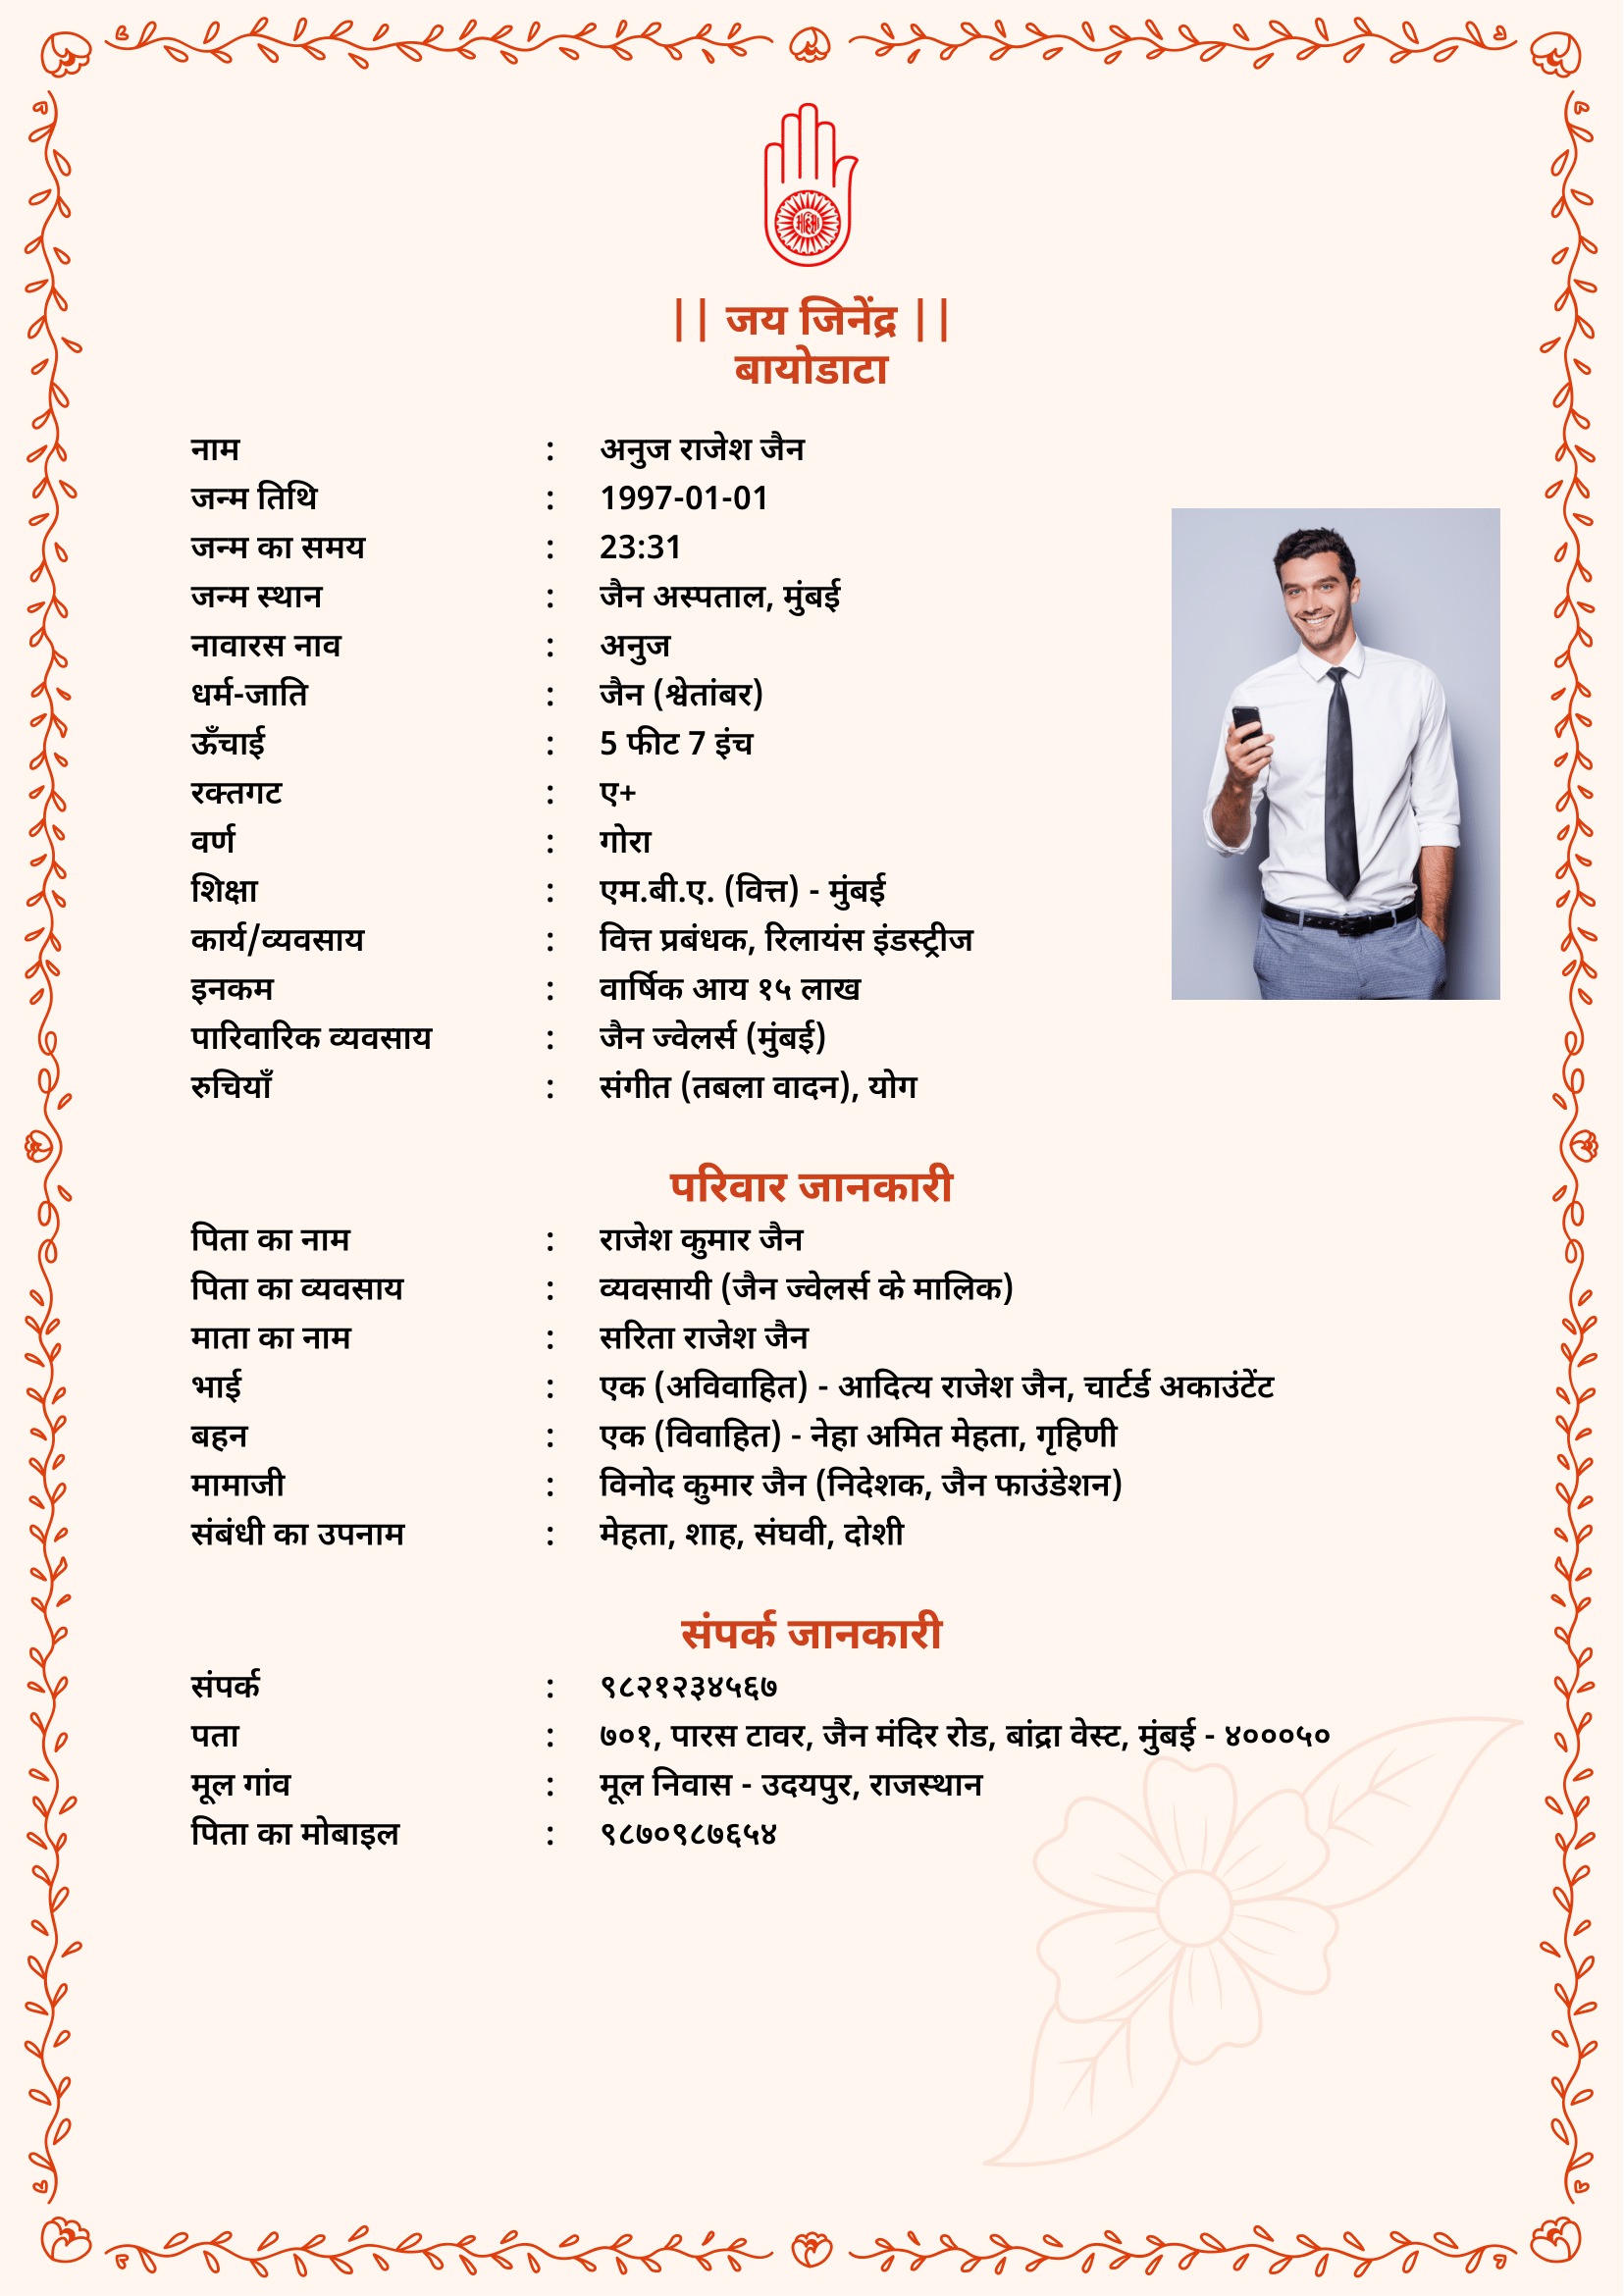 || जय जिनेंद्र ||
बायोडाटा
नाम : अनुज राजेश जैन
जन्म तिथि : 1997-01-01
जन्म का समय : 23:31
जन्म स्थान : जैन अस्पताल, मुंबई
नावारस नाव : अनुज
धर्म-जाति : जैन (श्वेतांबर)
ऊँचाई : 5 फीट 7 इंच
रक्तगट : ए+
वर्ण : गोरा
शिक्षा : एम.बी.ए. (वित्त) - मुंबई
कार्य/व्यवसाय : वित्त प्रबंधक, रिलायंस इंडस्ट्रीज
इनकम : वार्षिक आय १५ लाख
पारिवारिक व्यवसाय : जैन ज्वेलर्स (मुंबई)
रुचियाँ : संगीत (तबला वादन), योग
परिवार जानकारी
पिता का नाम : राजेश कुमार जैन
पिता का व्यवसाय : व्यवसायी (जैन ज्वेलर्स के मालिक)
माता का नाम : सरिता राजेश जैन
भाई : एक (अविवाहित) - आदित्य राजेश जैन, चार्टर्ड अकाउंटेंट
बहन : एक (विवाहित) - नेहा अमित मेहता, गृहिणी
मामाजी : विनोद कुमार जैन (निदेशक, जैन फाउंडेशन)
संबंधी का उपनाम : मेहता, शाह, संघवी, दोशी
संपर्क जानकारी
संपर्क : ९८२१२३४५६७
पता : ७०१, पारस टावर, जैन मंदिर रोड, बांद्रा वेस्ट, मुंबई - ४०००५०
मूल गांव : मूल निवास - उदयपुर, राजस्थान
पिता का मोबाइल : ९८७०९८७६५४